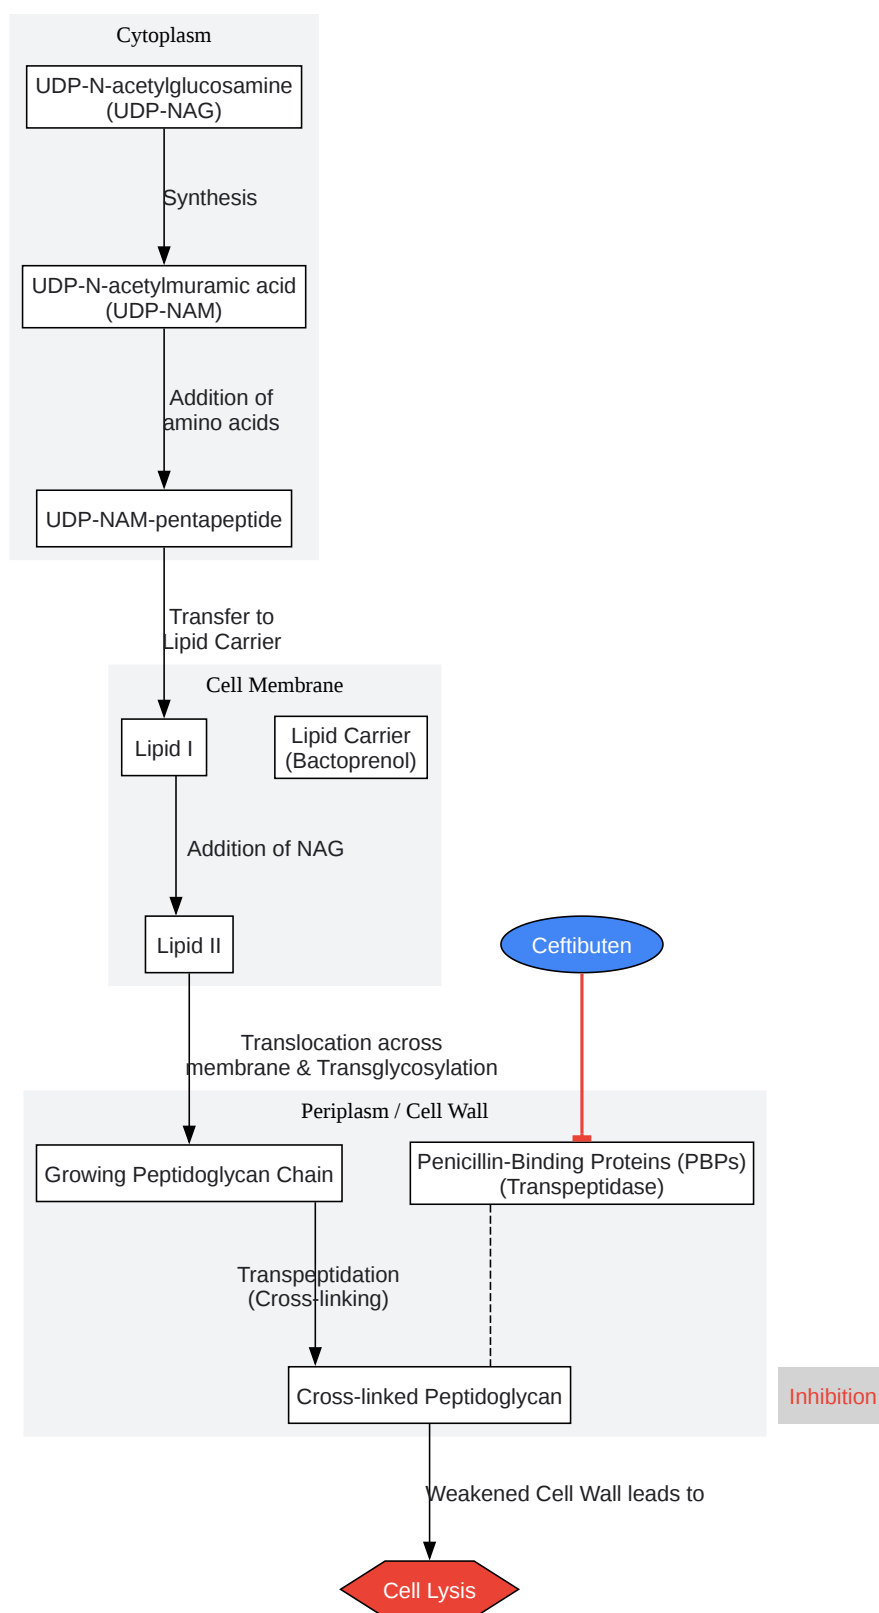 Cytoplasm
UDP-N-acetylglucosamine
(UDP-NAG)
Synthesis
UDP-N-acetylmuramic acid
(UDP-NAM)
Addition of
amino acids
UDP-NAM-pentapeptide
Transfer to
Lipid Carrier
Cell Membrane
Lipid I
Lipid Carrier
(Bactoprenol)
Addition of NAG
Lipid II
Ceftibuten
Translocation across
membrane & Transglycosylation
Periplasm / Cell Wall
Growing Peptidoglycan Chain
Penicillin-Binding Proteins (PBPs)
(Transpeptidase)
Transpeptidation
(Cross-linking)
Cross-linked Peptidoglycan
Inhibition
Weakened Cell Wall leads to
Cell Lysis